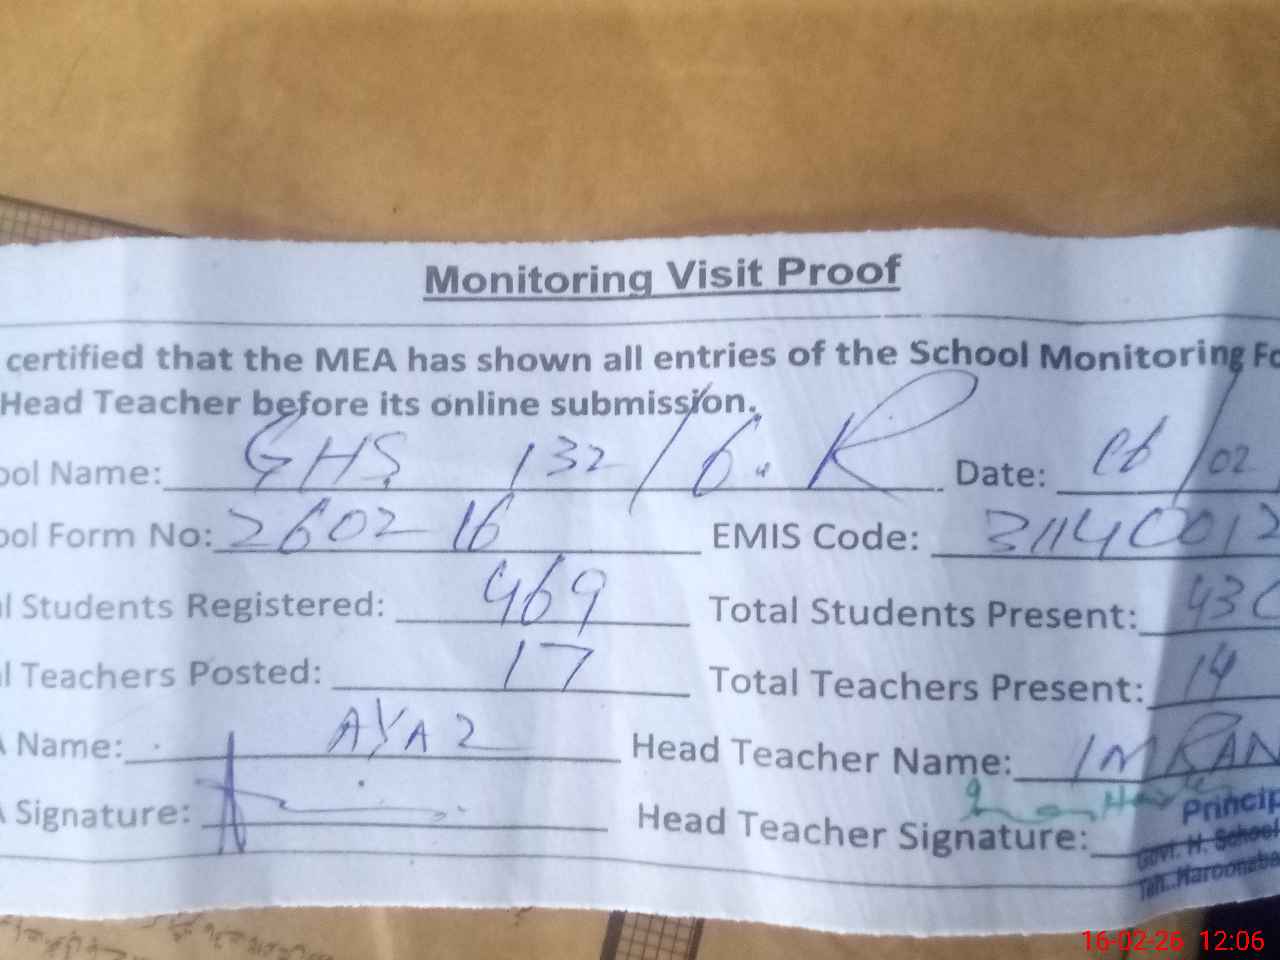 Monitoring Visit Proof
certified that the MEA has shown all entries of the School Monitoring Fo
Head Teacher before its online submission.
ool Name: GHS 132/6.R Date: /02
ool Form No: 260216 EMIS Code: 31140012
l Students Registered: 469 Total Students Present: 430
l Teachers Posted: 17 Total Teachers Present: 14
A Name: AYAZ Head Teacher Name: IMRAN
A Signature: Head Teacher Signature:
Princip
Govt. H. School
Teh. Haroonaba
16-02-26 12:06